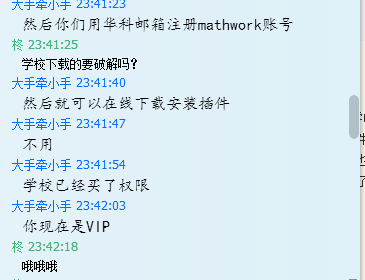 大手牵小手 23:41:23
然后你们用华科邮箱注册mathwork账号
柊 23:41:25
学校下载的要破解吗？
大手牵小手 23:41:40
然后就可以在线下载安装插件
大手牵小手 23:41:47
不用
大手牵小手 23:41:54
学校已经买了权限
大手牵小手 23:42:03
你现在是VIP
柊 23:42:18
哦哦哦